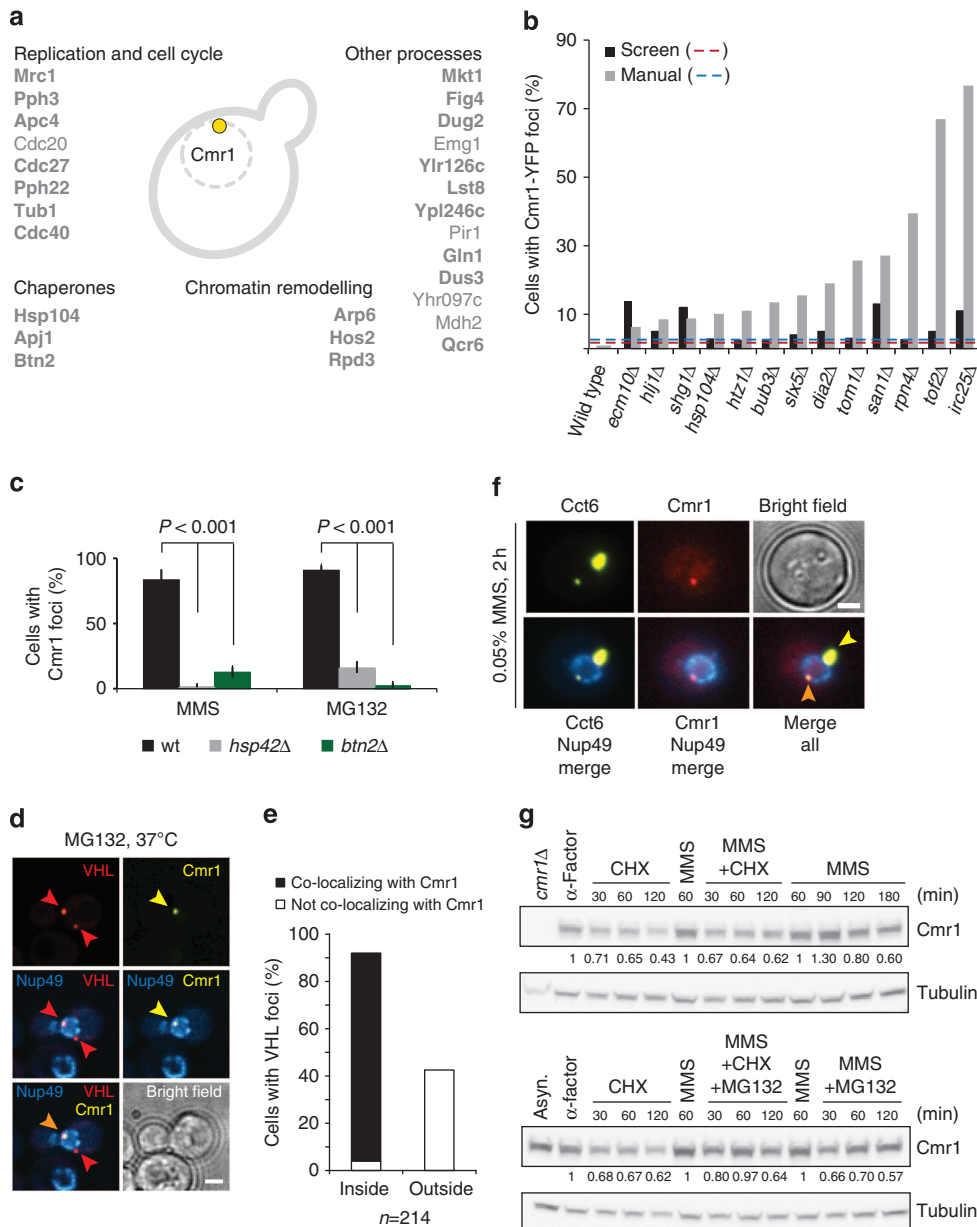 a
Replication and cell cycle
Mrc1
Pph3
Apc4
Cdc20
Cdc27
Pph22
Tub1
Cdc40
Cmr1
Other processes
Mkt1
Fig4
Dug2
Emg1
Ylr126c
Lst8
Ypl246c
Pir1
Gln1
Dus3
Yhr097c
Mdh2
Qcr6
Chaperones
Hsp104
Apj1
Btn2
Chromatin remodelling
Arp6
Hos2
Rpd3
b
Cells with Cmr1-YFP foci (%)
90
70
50
30
10
Screen (--)
Manual (--)
Wild type
ecm10Δ
hlj1Δ
shg1Δ
hsp104Δ
htz1Δ
bub3Δ
slx5Δ
dia2Δ
tom1Δ
san1Δ
rpn4Δ
tof2Δ
irc25Δ
c
Cells with
Cmr1 foci (%)
100
50
0
P < 0.001
P < 0.001
MMS
MG132
wt
hsp42Δ
btn2Δ
f
Cct6
Cmr1
Bright field
0.05% MMS, 2 h
Cct6
Nup49
merge
Cmr1
Nup49
merge
Merge
all
d
MG132, 37°C
VHL
Cmr1
Nup49 VHL
Nup49 Cmr1
Nup49 VHL
Cmr1
Bright field
e
Co-localizing with Cmr1
Not co-localizing with Cmr1
Cells with VHL foci (%)
100
90
80
60
40
20
0
Inside
Outside
n=214
g
cmr1Δ
α-Factor
CHX
MMS
MMS
+CHX
MMS
30 60 120 60 30 60 120 60 90 120 180 (min)
Cmr1
1 0.71 0.65 0.43 1 0.67 0.64 0.62 1 1.30 0.80 0.60
Tubulin
Asyn.
α-factor
CHX
MMS
MMS
+CHX
+MG132
MMS
MMS
+MG132
30 60 120 60 30 60 120 60 30 60 120 (min)
Cmr1
1 0.68 0.67 0.62 1 0.80 0.97 0.64 1 0.66 0.70 0.57
Tubulin